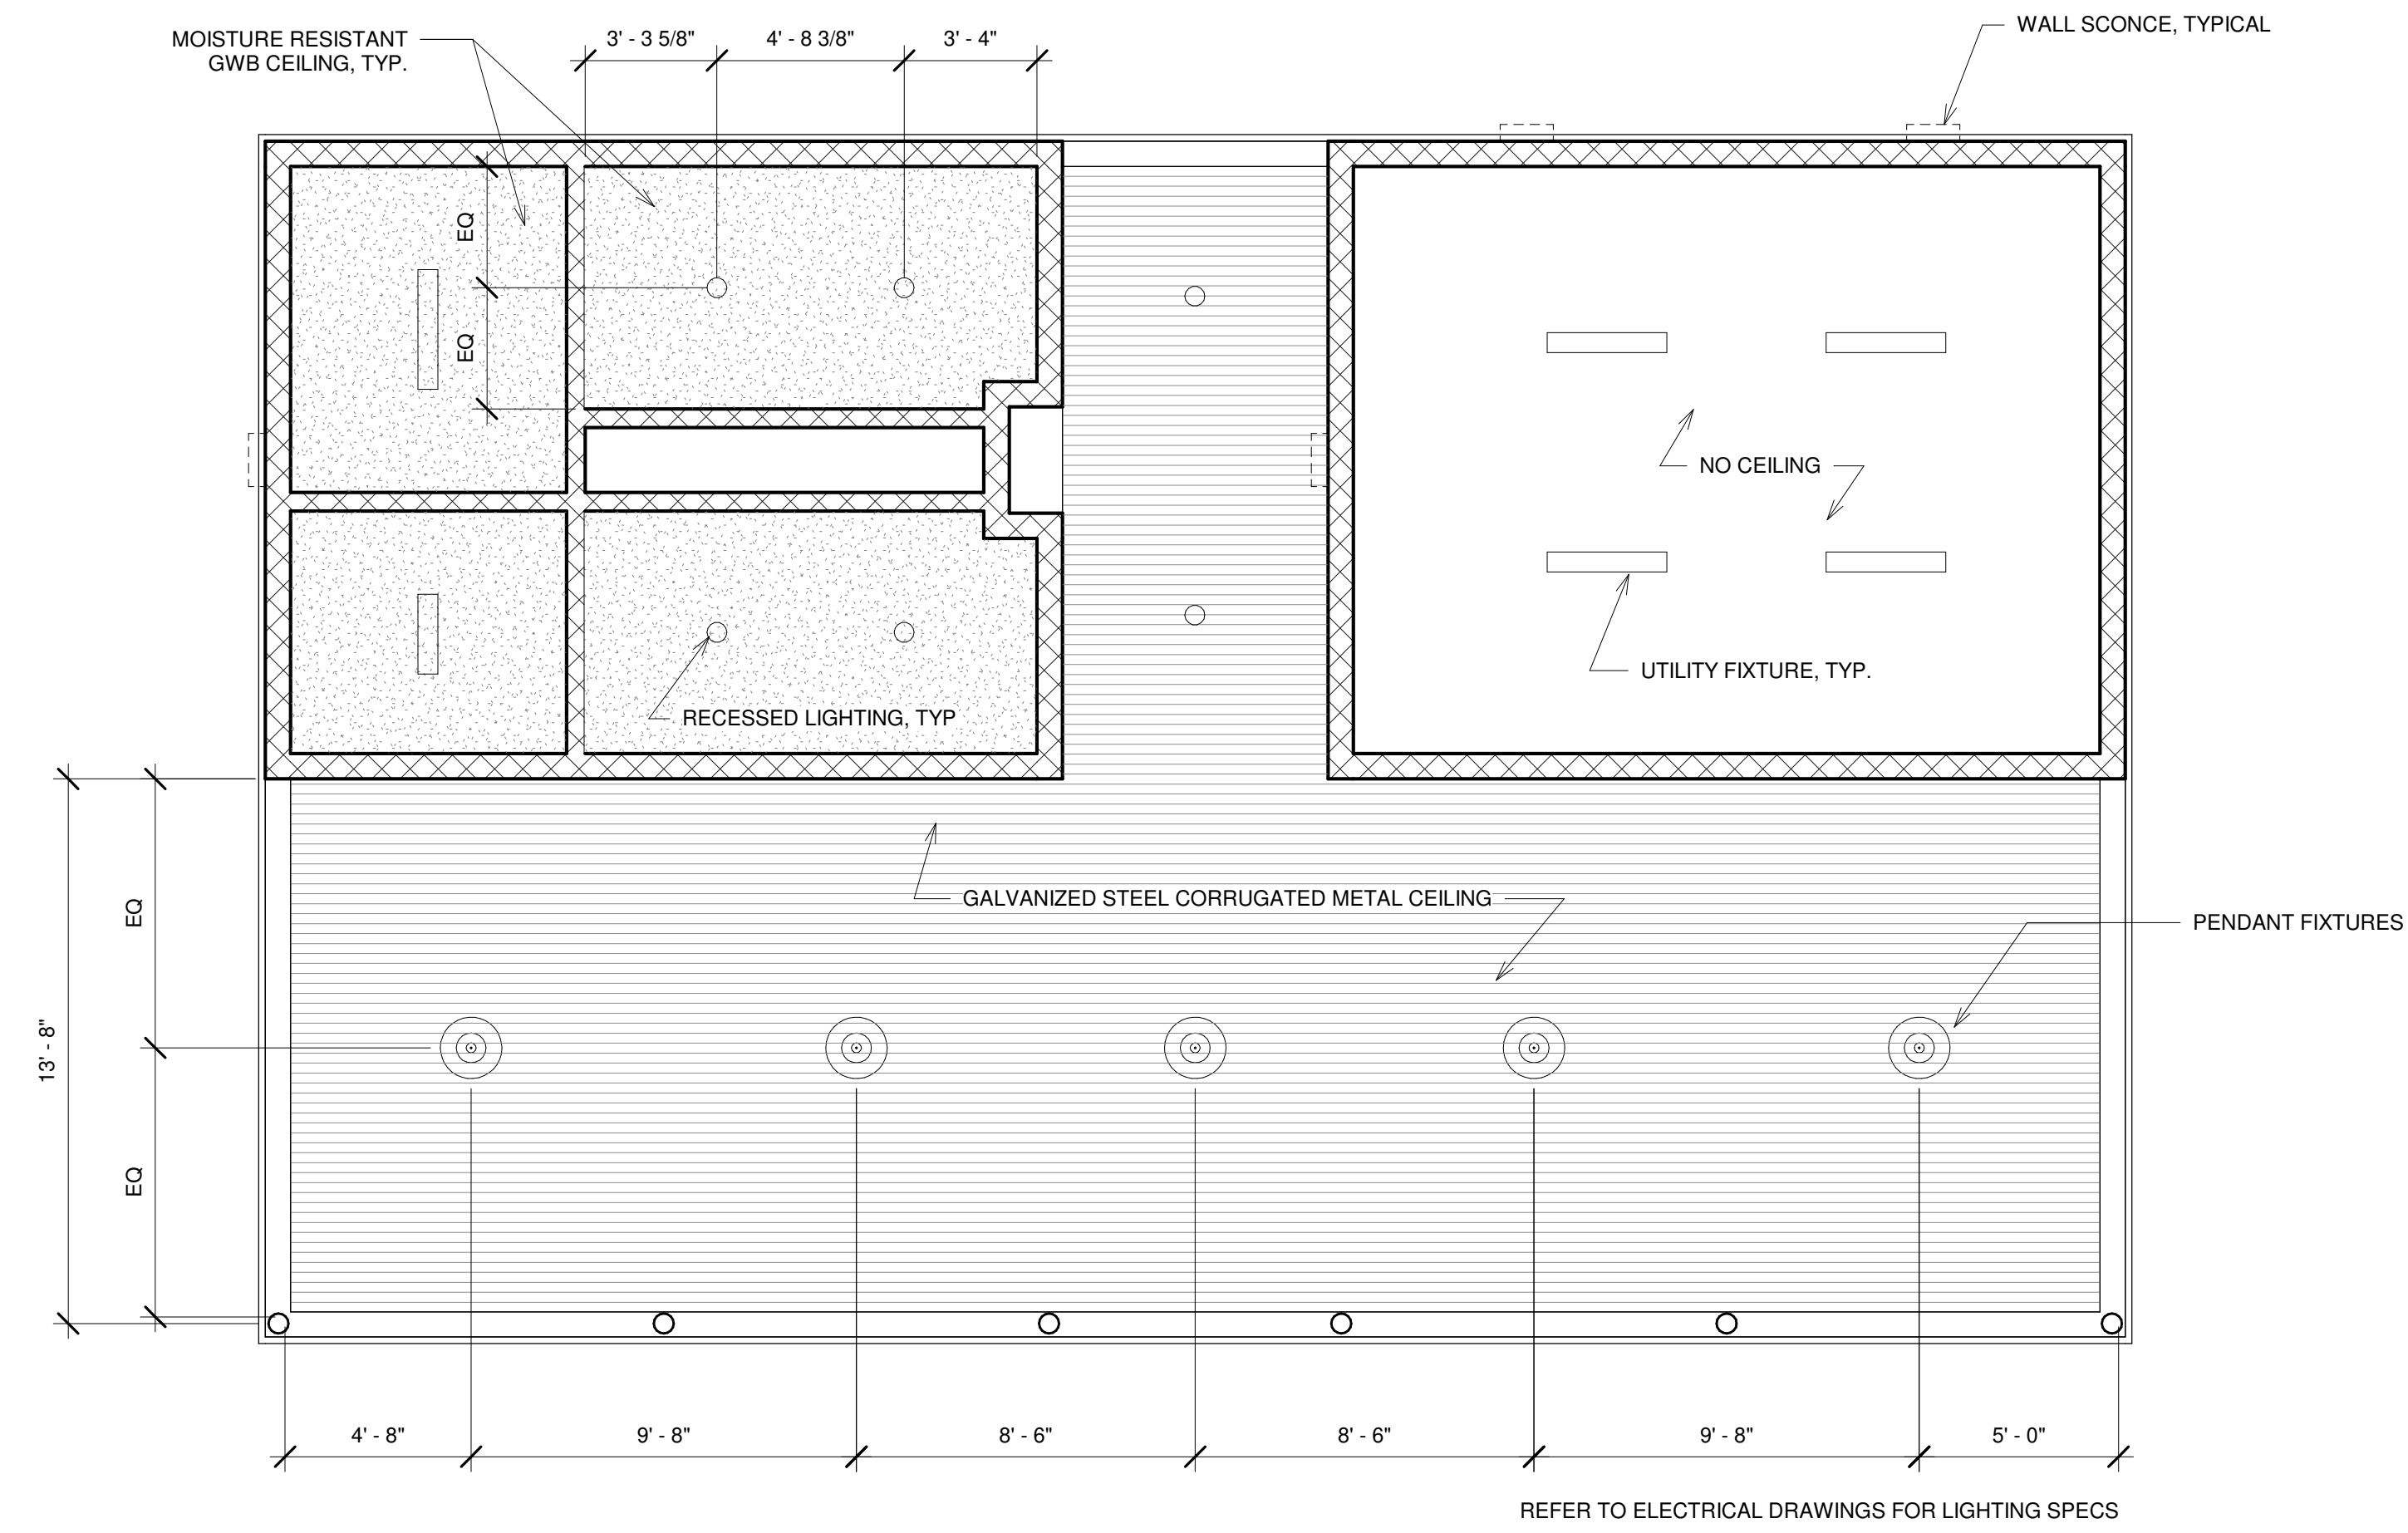 WALL SCONCE, TYPICAL
MOISTURE RESISTANT
GWB CEILING, TYP.
3' - 3 5/8"
4' - 8 3/8"
3' - 4"
EQ
EQ
NO CEILING
UTILITY FIXTURE, TYP.
RECESSED LIGHTING, TYP
GALVANIZED STEEL CORRUGATED METAL CEILING
PENDANT FIXTURES
EQ
13' - 8"
EQ
4' - 8"
9' - 8"
8' - 6"
8' - 6"
9' - 8"
5' - 0"
REFER TO ELECTRICAL DRAWINGS FOR LIGHTING SPECS